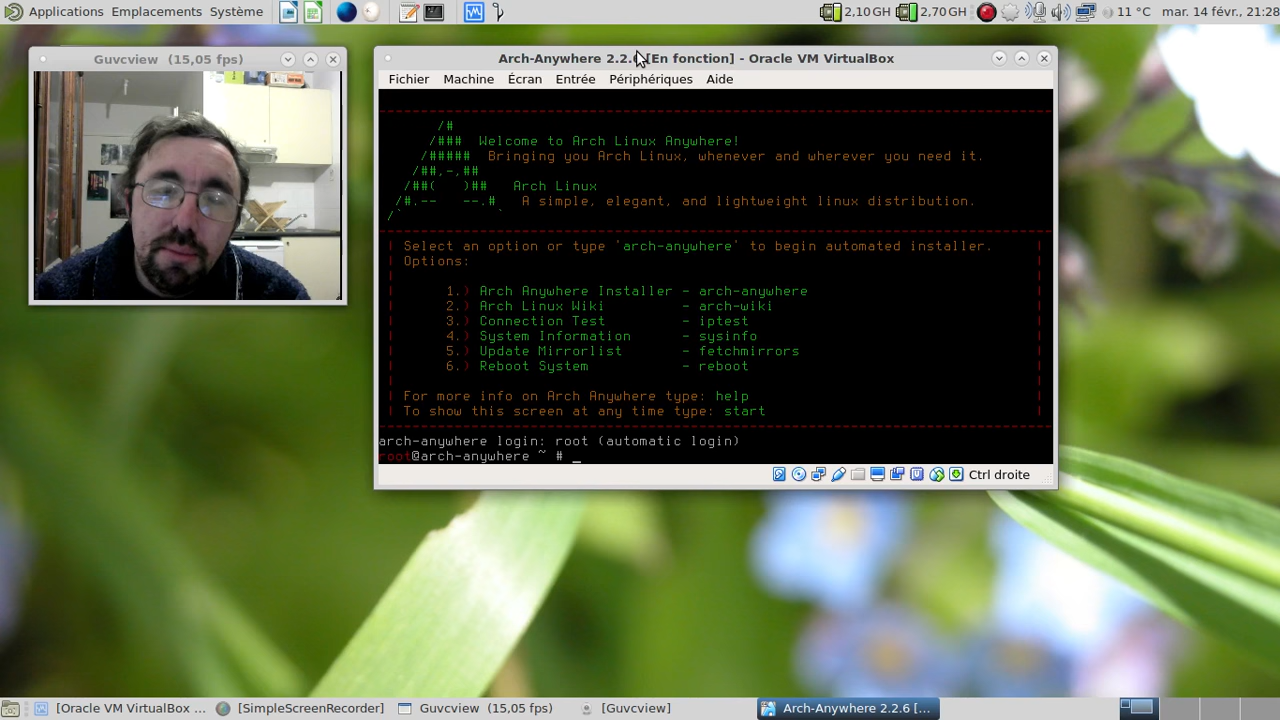 Applications Emplacements Système
2,10 GH 2,70 GH 11 °C mar. 14 févr., 21:28
Guvcview (15,05 fps)
Arch-Anywhere 2.2. [En fonction] - Oracle VM VirtualBox
Fichier Machine Écran Entrée Périphériques Aide
/#
/### Welcome to Arch Linux Anywhere!
/##### Bringing you Arch Linux, whenever and wherever you need it.
/##,-,##
/##( )## Arch Linux
/#.-- --.# A simple, elegant, and lightweight linux distribution.
/` `
Select an option or type 'arch-anywhere' to begin automated installer.
Options:
1.) Arch Anywhere Installer - arch-anywhere
2.) Arch Linux Wiki - arch-wiki
3.) Connection Test - iptest
4.) System Information - sysinfo
5.) Update Mirrorlist - fetchmirrors
6.) Reboot System - reboot
For more info on Arch Anywhere type: help
To show this screen at any time type: start
arch-anywhere login: root (automatic login)
root@arch-anywhere ~ # _
Ctrl droite
[Oracle VM VirtualBox ... [SimpleScreenRecorder] Guvcview (15,05 fps) [Guvcview] Arch-Anywhere 2.2.6 [...